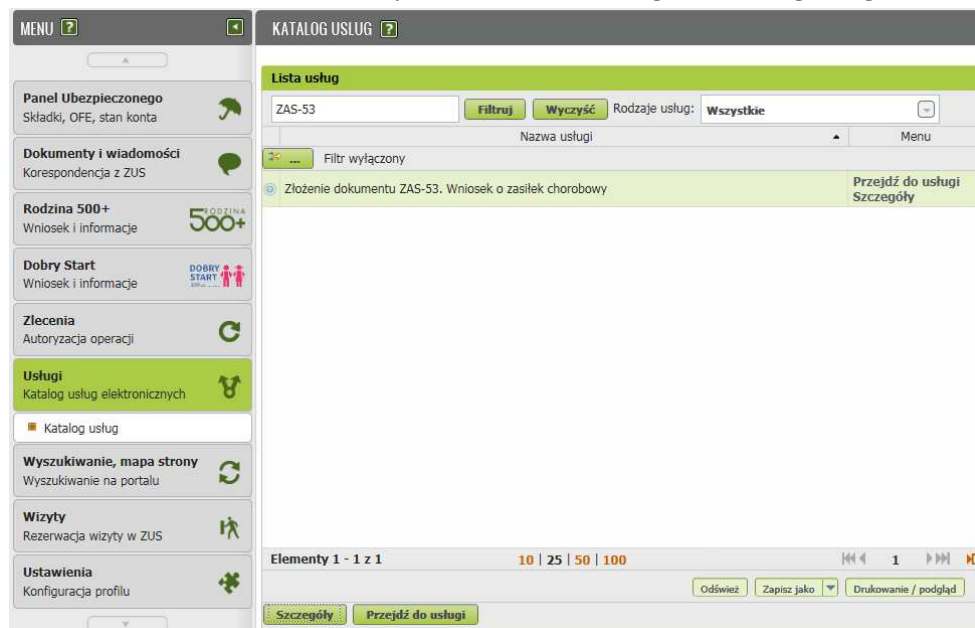 MENU ?
KATALOG USLUG ?
Lista usług
Panel Ubezpieczonego
Składki, OFE, stan konta
ZAS-53
Filtruj
Wyczyść
Rodzaje usług:
Wszystkie
Nazwa usługi
Menu
... Filtr wyłączony
Dokumenty i wiadomości
Korespondencja z ZUS
Złożenie dokumentu ZAS-53. Wniosek o zasiłek chorobowy
Przejdź do usługi
Szczegóły
Rodzina 500+
Wniosek i informacje
RODZINA
500+
Dobry Start
Wniosek i informacje
DOBRY
START
Zlecenia
Autoryzacja operacji
Usługi
Katalog usług elektronicznych
Katalog usług
Wyszukiwanie, mapa strony
Wyszukiwanie na portalu
Wizyty
Rezerwacja wizyty w ZUS
Ustawienia
Konfiguracja profilu
Elementy 1 - 1 z 1
10 | 25 | 50 | 100
1
Odśwież
Zapisz jako
Drukowanie / podgląd
Szczegóły
Przejdź do usługi